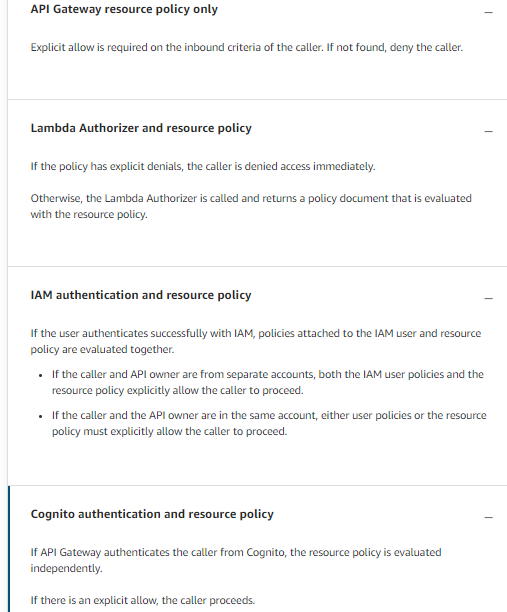 API Gateway resource policy only
Explicit allow is required on the inbound criteria of the caller. If not found, deny the caller.
Lambda Authorizer and resource policy
If the policy has explicit denials, the caller is denied access immediately.
Otherwise, the Lambda Authorizer is called and returns a policy document that is evaluated
with the resource policy.
IAM authentication and resource policy
If the user authenticates successfully with IAM, policies attached to the IAM user and resource
policy are evaluated together.
• If the caller and API owner are from separate accounts, both the IAM user policies and the
resource policy explicitly allow the caller to proceed.
• If the caller and the API owner are in the same account, either user policies or the resource
policy must explicitly allow the caller to proceed.
Cognito authentication and resource policy
If API Gateway authenticates the caller from Cognito, the resource policy is evaluated
independently.
If there is an explicit allow, the caller proceeds.